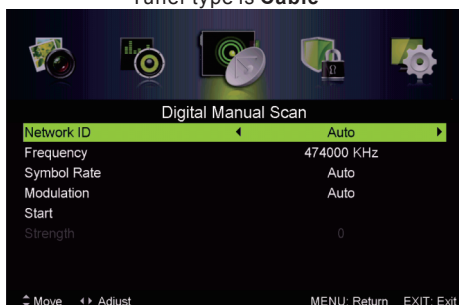 Tuner type is Cable
Digital Manual Scan
Network ID Auto
Frequency 474000 KHz
Symbol Rate Auto
Modulation Auto
Start
Strength 0
Move Adjust MENU: Return EXIT: Exit